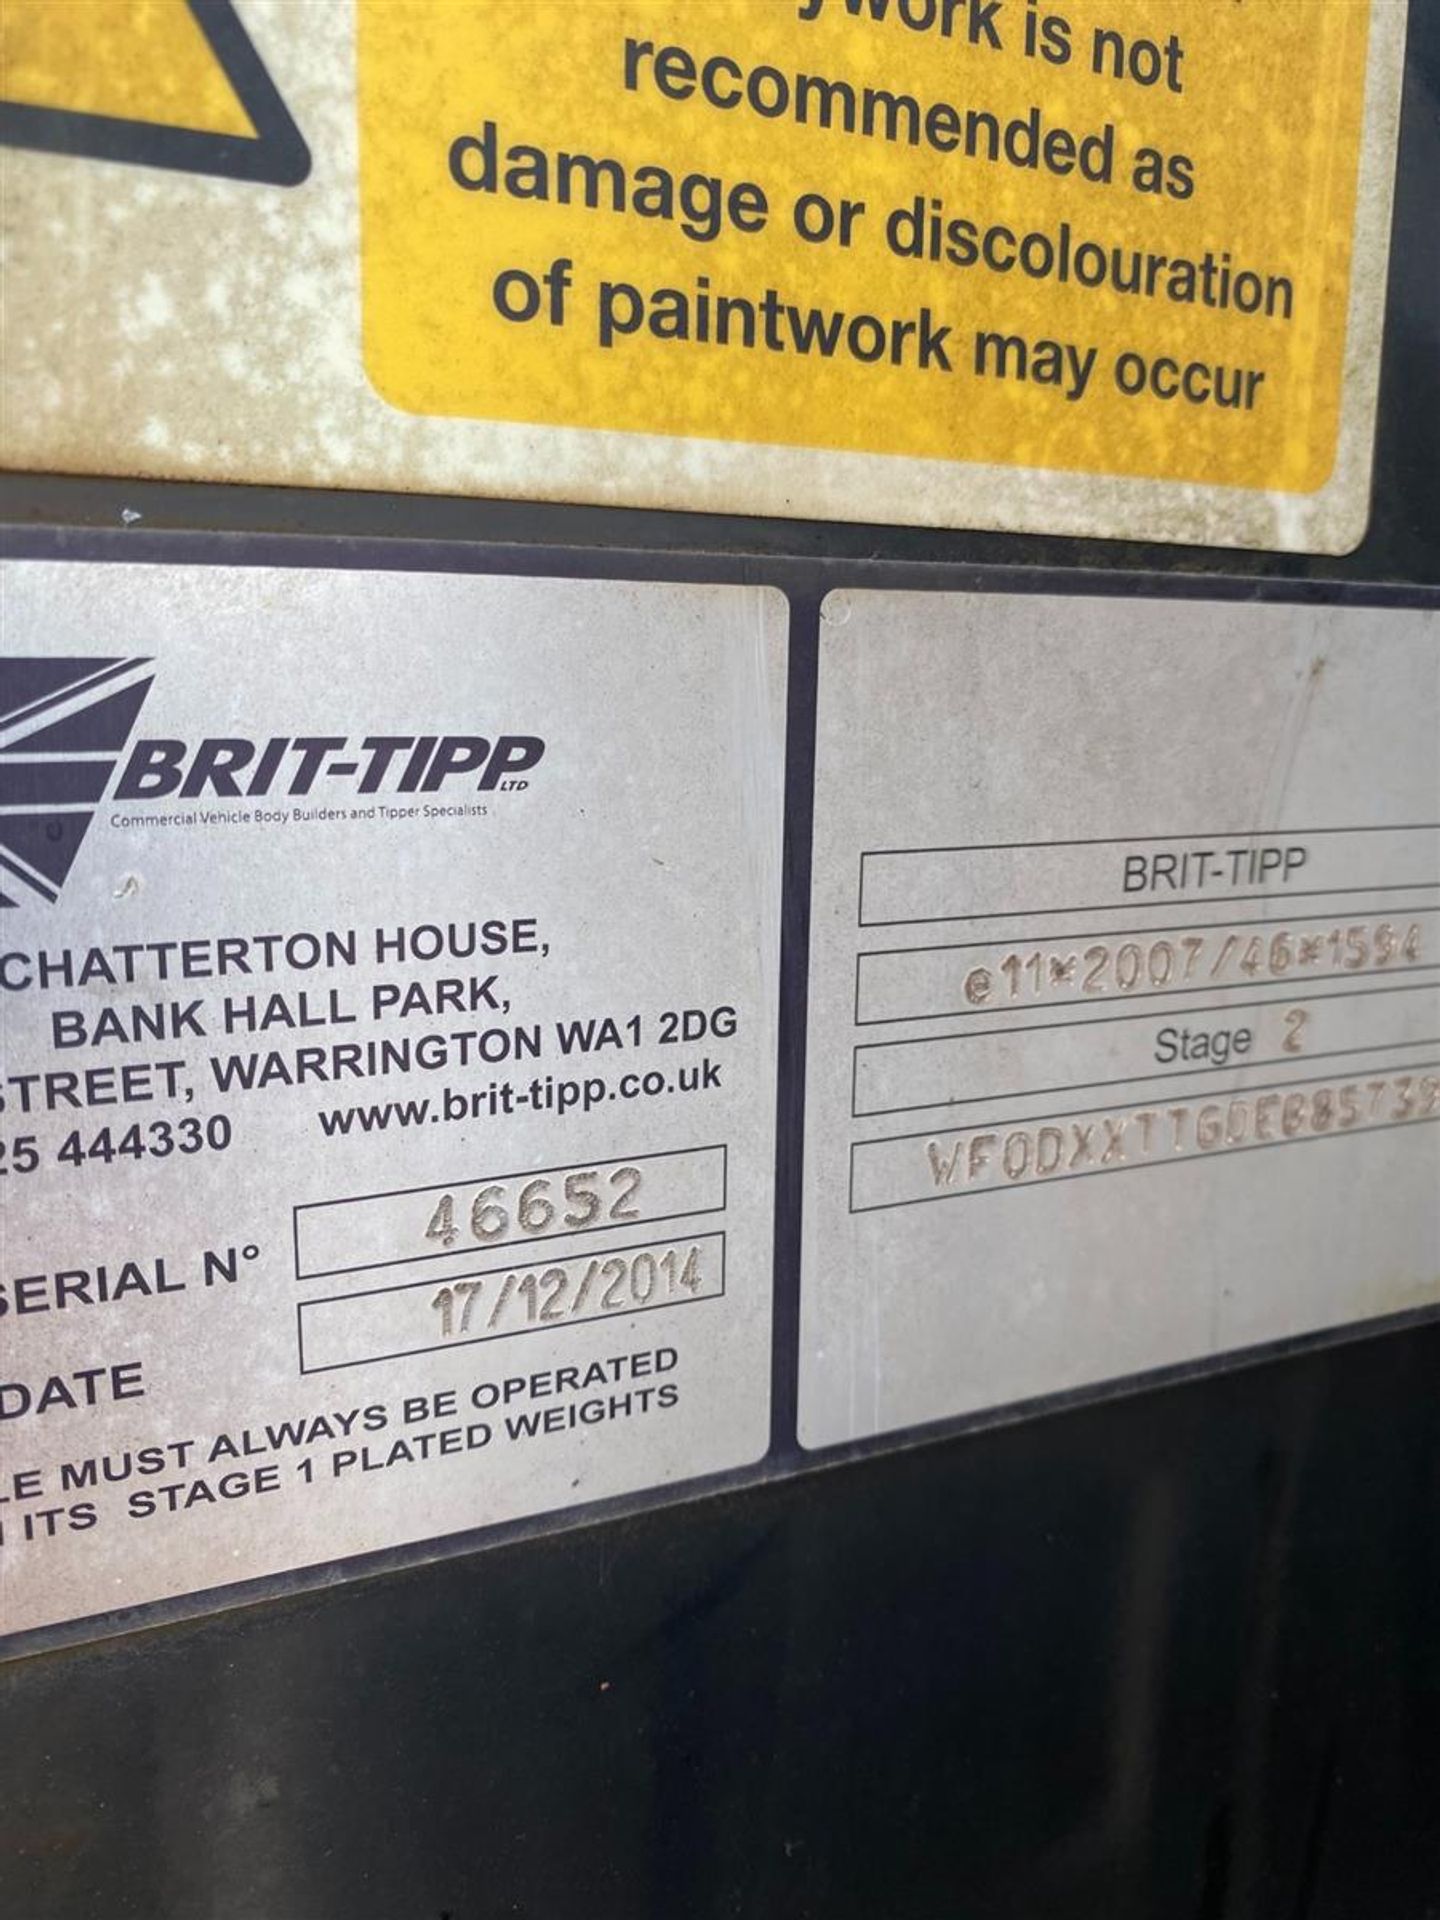 work is not
recommended as
damage or discolouration
of paintwork may occur
BRIT-TIPP LTD
Commercial Vehicle Body Builders and Tipper Specialists
CHATTERTON HOUSE,
BANK HALL PARK,
STREET, WARRINGTON WA1 2DG
25 444330 www.brit-tipp.co.uk
SERIAL N° 46652
DATE 17/12/2014
MUST ALWAYS BE OPERATED
ITS STAGE 1 PLATED WEIGHTS
BRIT-TIPP
e11*2007/46*1594
Stage 2
WF0DXXTTGDEB85739